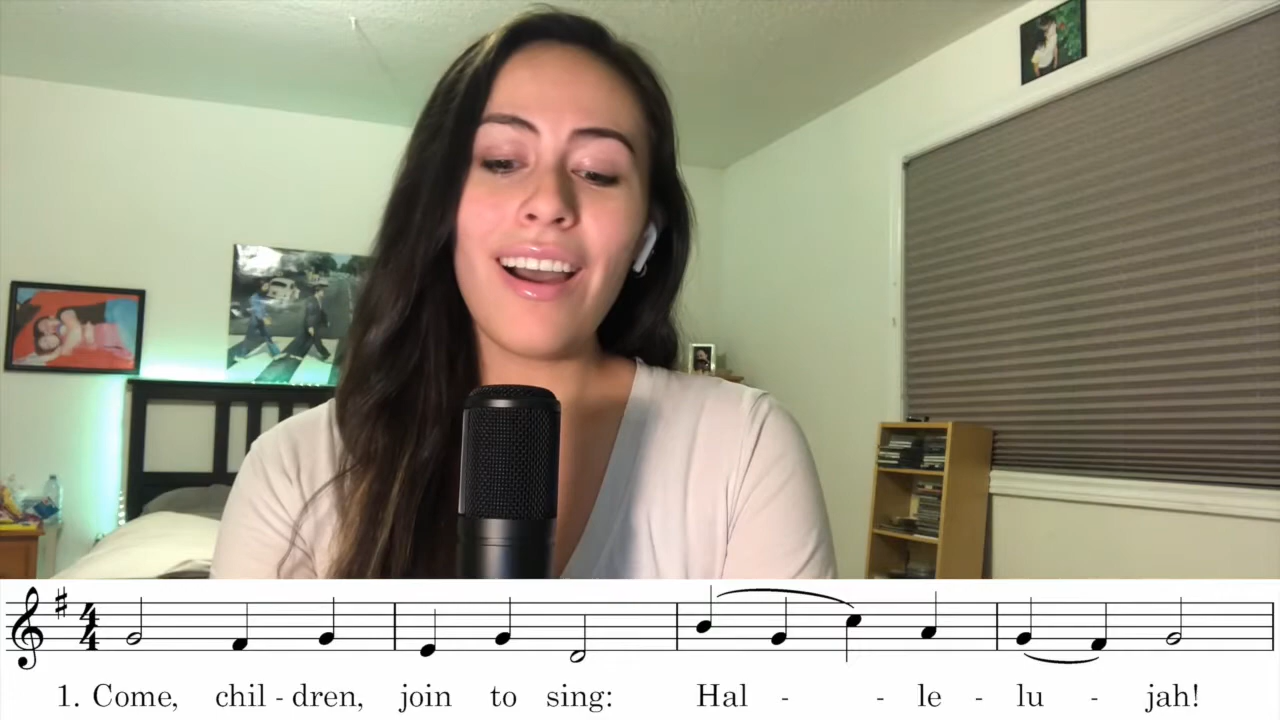 1. Come, chil - dren, join to sing: Hal - - le - lu - jah!